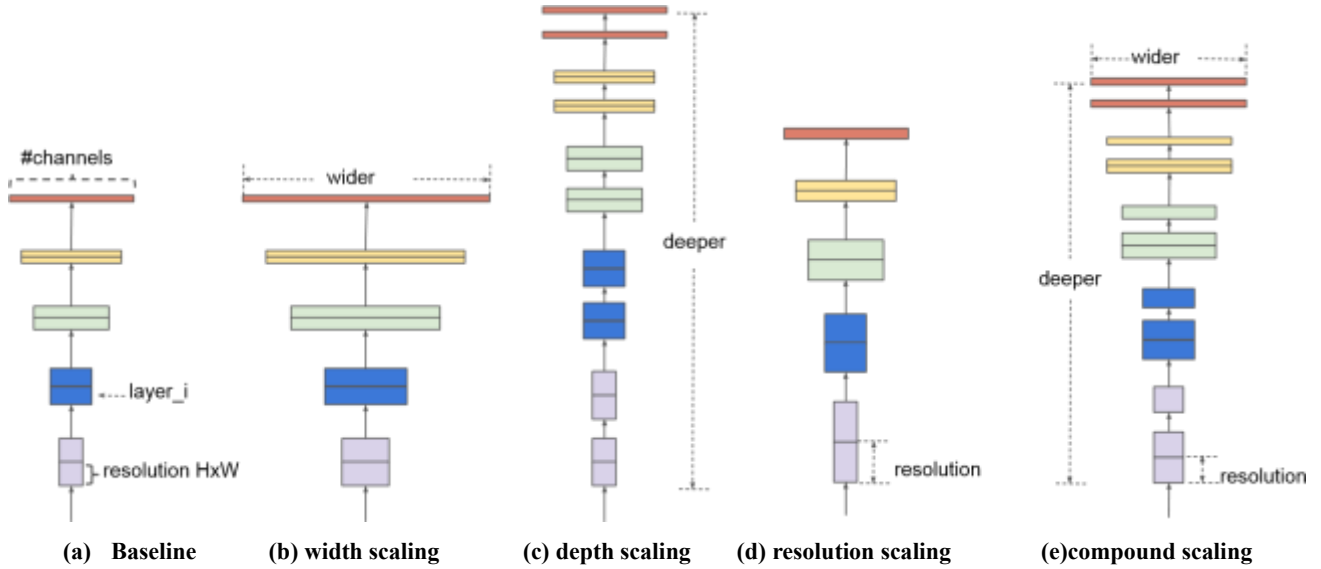 #channels
wider
deeper
wider
layer_i
resolution HxW
resolution
deeper
resolution
(a) Baseline
(b) width scaling
(c) depth scaling
(d) resolution scaling
(e)compound scaling